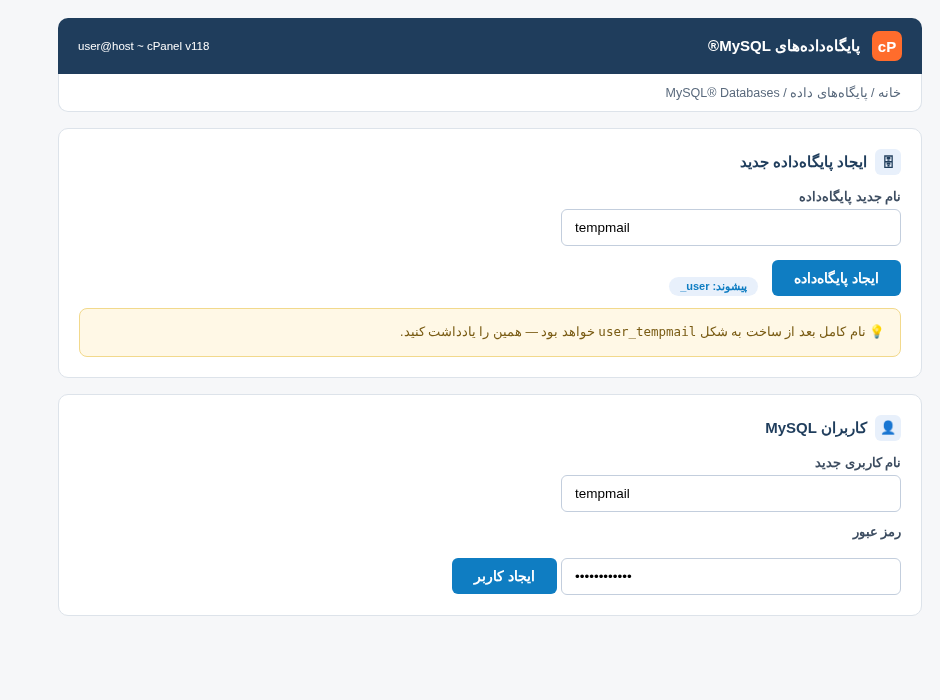 cP پایگاه‌داده‌های MySQL®
user@host ~ cPanel v118
خانه / پایگاه‌های داده / MySQL® Databases
ایجاد پایگاه‌داده جدید
نام جدید پایگاه‌داده
tempmail
ایجاد پایگاه‌داده
پیشوند: user_
💡 نام کامل بعد از ساخت به شکل user_tempmail خواهد بود — همین را یادداشت کنید.
کاربران MySQL
نام کاربری جدید
tempmail
رمز عبور
••••••••••••
ایجاد کاربر